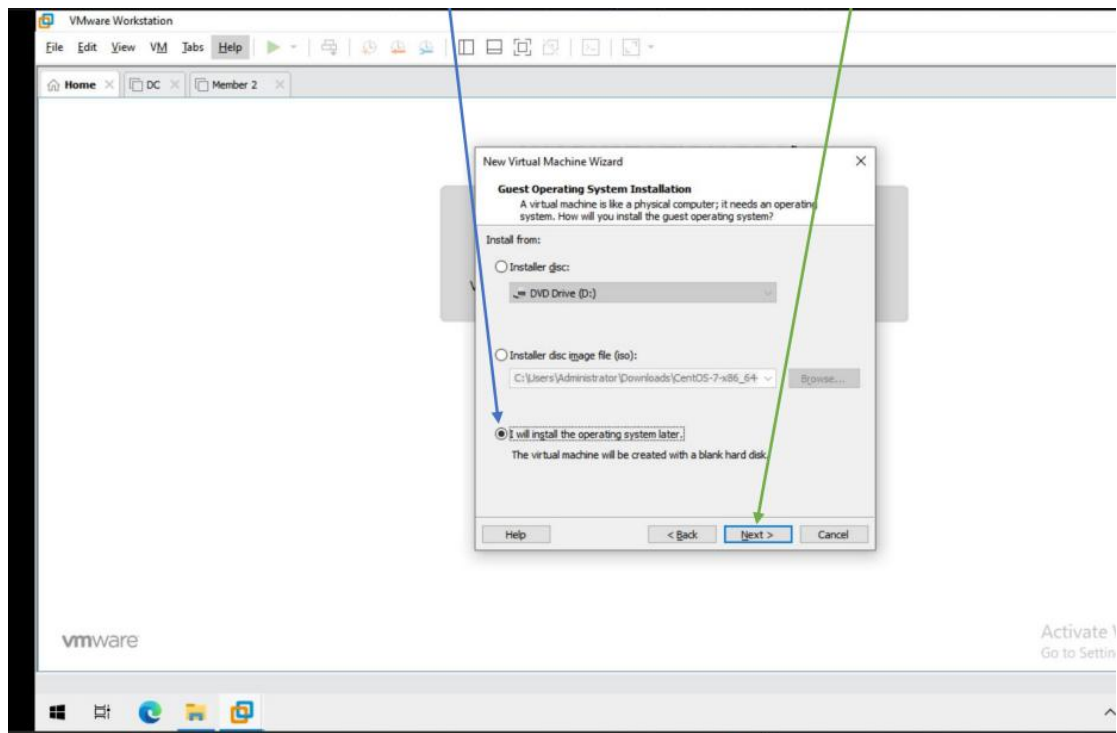 VMware Workstation
File Edit View VM Tabs Help
Home DC Member 2
New Virtual Machine Wizard
Guest Operating System Installation
A virtual machine is like a physical computer; it needs an operating
system. How will you install the guest operating system?
Install from:
Installer disc:
DVD Drive (D:)
Installer disc image file (iso):
C:\Users\Administrator\Downloads\CentOS-7-x86_64
Browse...
I will install the operating system later.
The virtual machine will be created with a blank hard disk.
Help < Back Next > Cancel
vmware
Activate
Go to Settin